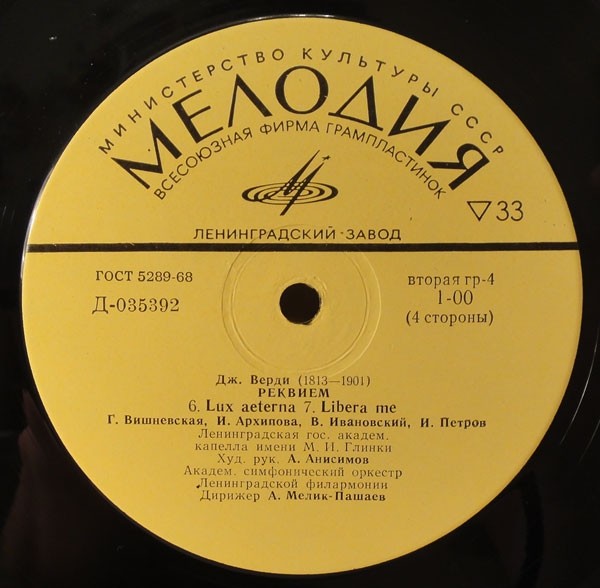 МИНИСТЕРСТВО КУЛЬТУРЫ СССР
МЕЛОДИЯ
ВСЕСОЮЗНАЯ ФИРМА ГРАМПЛАСТИНОК
▽33
ЛЕНИНГРАДСКИЙ ЗАВОД
ГОСТ 5289-68
Д-035392
вторая гр-4
1-00
(4 стороны)
Дж. Верди (1813—1901)
РЕКВИЕМ
6. Lux aeterna 7. Libera me
Г. Вишневская, И. Архипова, В. Ивановский, И. Петров
Ленинградская гос. академ.
капелла имени М. И. Глинки
Худ. рук. А. Анисимов
Академ. симфонический оркестр
Ленинградской филармонии
Дирижер А. Мелик-Пашаев